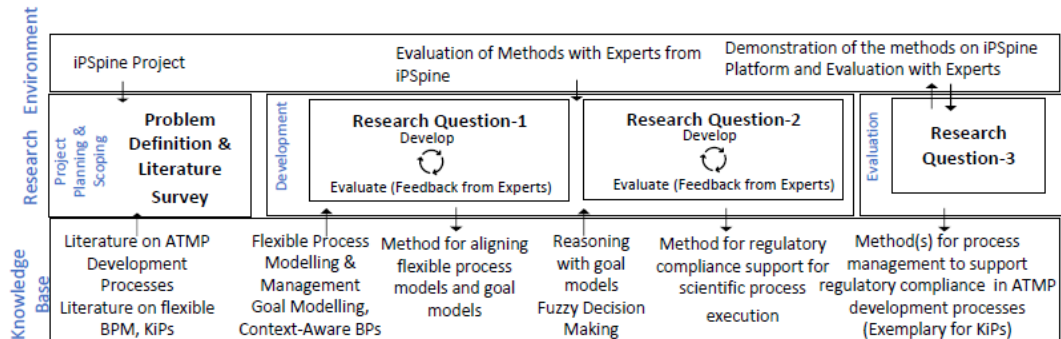 Environment
iPSpine Project
Evaluation of Methods with Experts from
iPSpine
Demonstration of the methods on iPSpine
Platform and Evaluation with Experts
Research
Project
Planning &
Scoping
Problem
Definition &
Literature
Survey
Development
Research Question-1
Develop
Evaluate (Feedback from Experts)
Research Question-2
Develop
Evaluate (Feedback from Experts)
Evaluation
Research
Question-3
Knowledge
Base
Literature on ATMP
Development
Processes
Literature on flexible
BPM, KiPs
Flexible Process
Modelling &
Management
Goal Modelling,
Context-Aware BPs
Method for aligning
flexible process
models and goal
models
Reasoning
with goal
models
Fuzzy Decision
Making
Method for regulatory
compliance support for
scientific process
execution
Method(s) for process
management to support
regulatory compliance in ATMP
development processes
(Exemplary for KiPs)